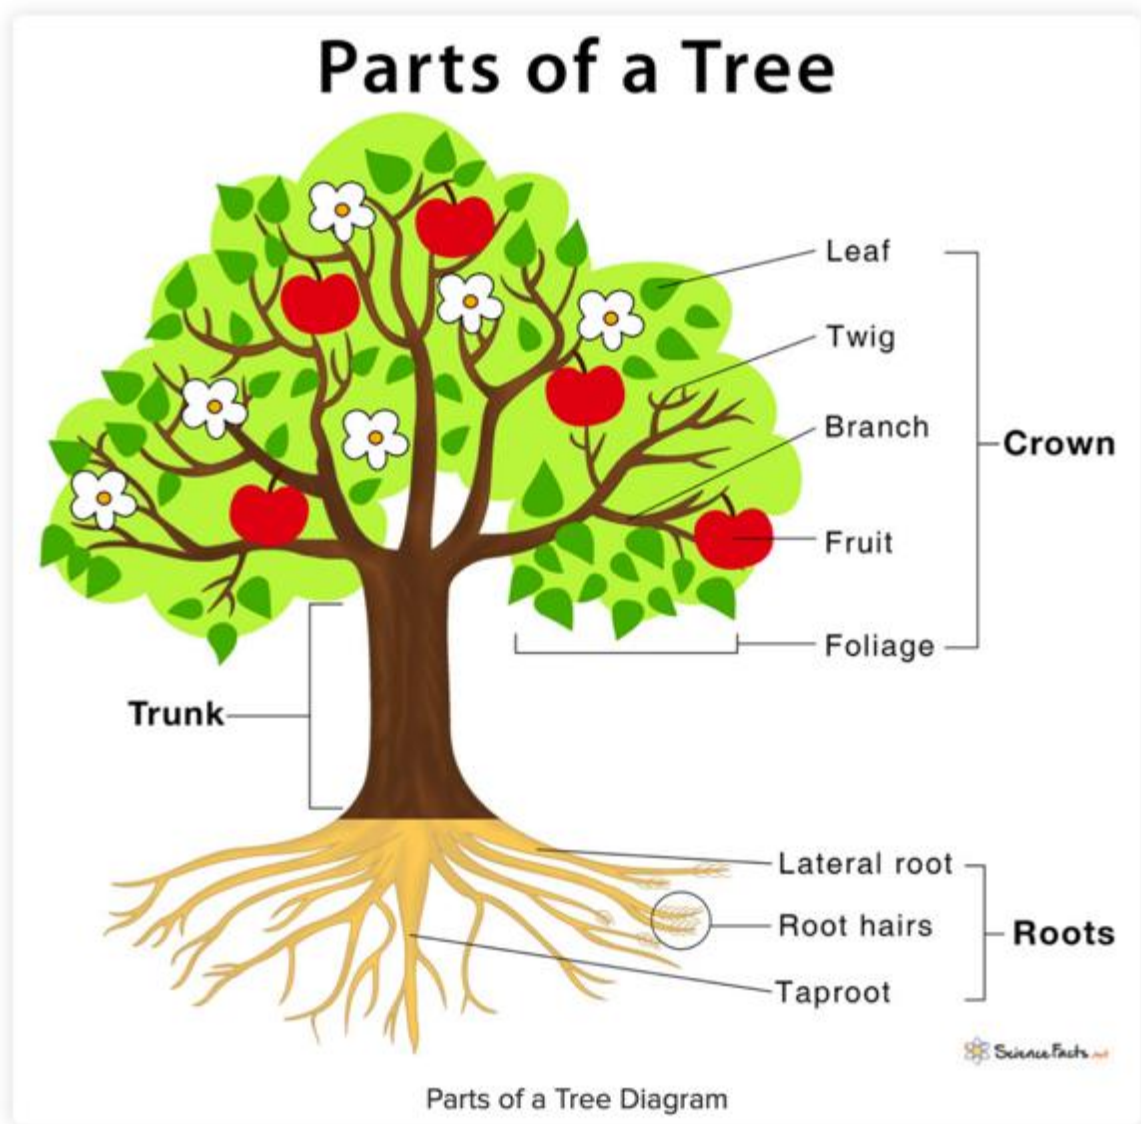 Parts of a Tree
Leaf
Twig
Branch
Crown
Fruit
Foliage
Trunk
Lateral root
Root hairs
Roots
Taproot
ScienceFacts.net
Parts of a Tree Diagram